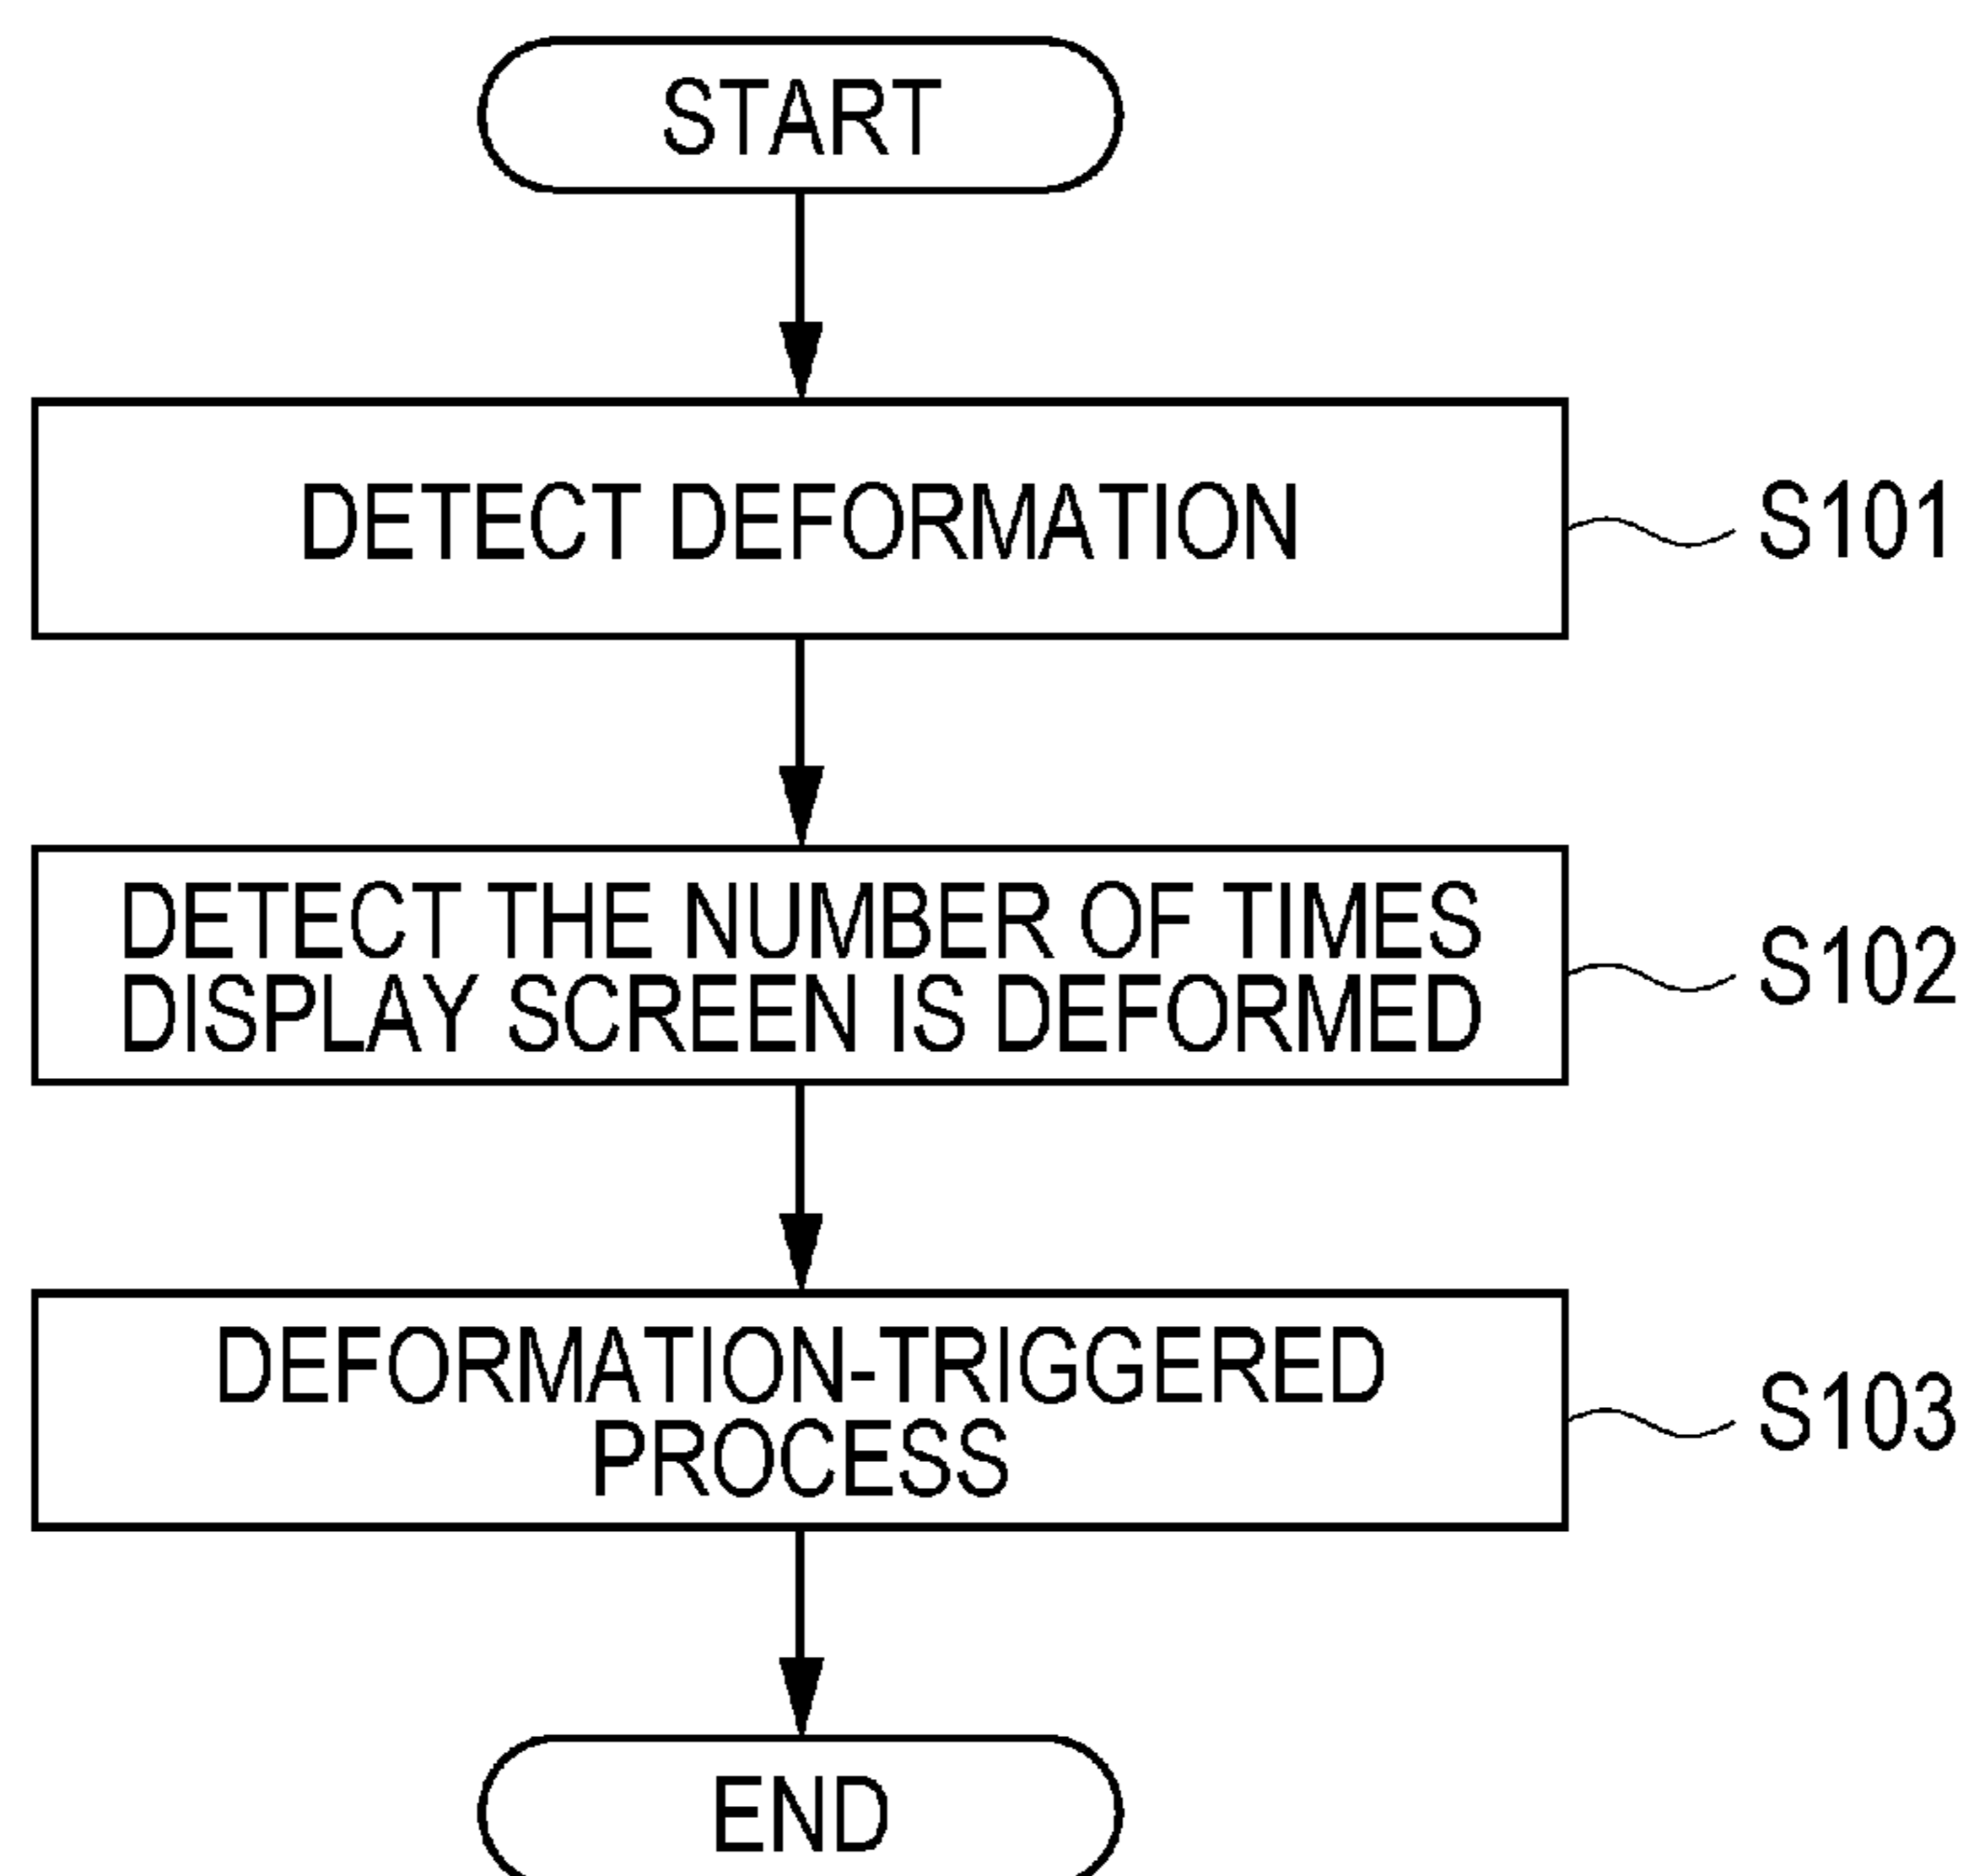 START
DETECT DEFORMATION
S101
DETECT THE NUMBER OF TIMES
DISPLAY SCREEN IS DEFORMED
S102
DEFORMATION-TRIGGERED
PROCESS
S103
END